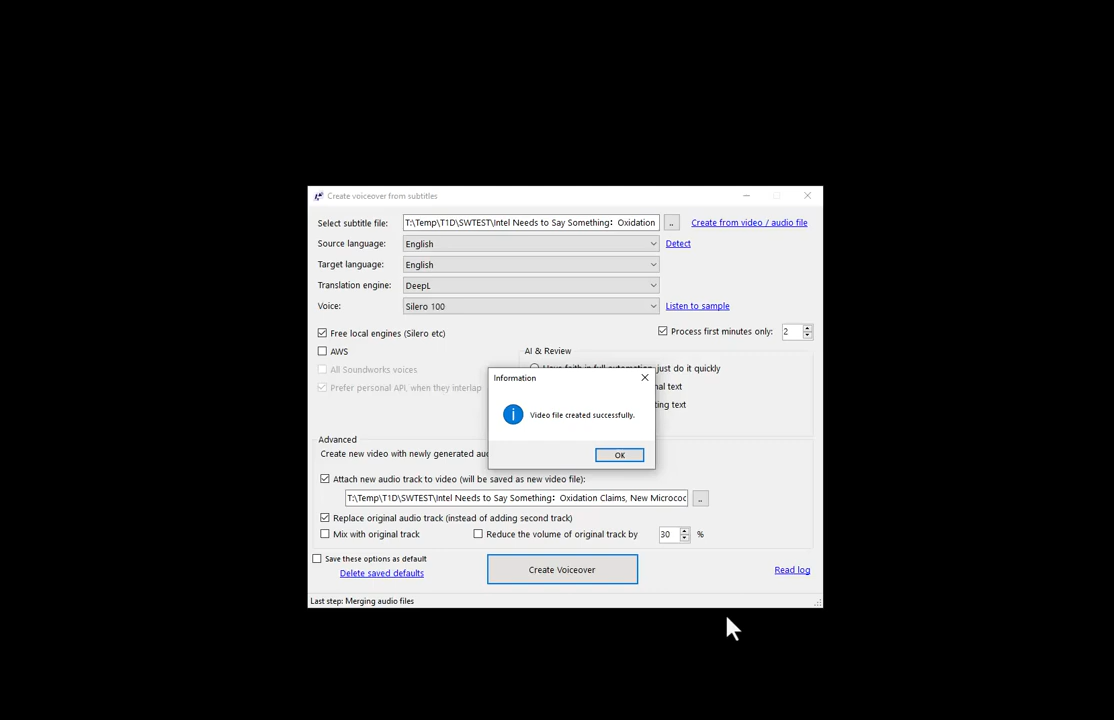 Create voiceover from subtitles
Select subtitle file: T:\Temp\T1D\SWTEST\Intel Needs to Say Something: Oxidation .. Create from video / audio file
Source language: English Detect
Target language: English
Translation engine: DeepL
Voice: Silero 100 Listen to sample
Free local engines (Silero etc) Process first minutes only: 2
AWS AI & Review
All Soundworks voices just do it quickly
Prefer personal API, when they interlap nal text
ting text
Information
Video file created successfully.
OK
Advanced
Create new video with newly generated aud
Attach new audio track to video (will be saved as new video file):
T:\Temp\T1D\SWTEST\Intel Needs to Say Something: Oxidation Claims, New Micrococ ..
Replace original audio track (instead of adding second track)
Mix with original track Reduce the volume of original track by 30 %
Save these options as default
Delete saved defaults Create Voiceover Read log
Last step: Merging audio files